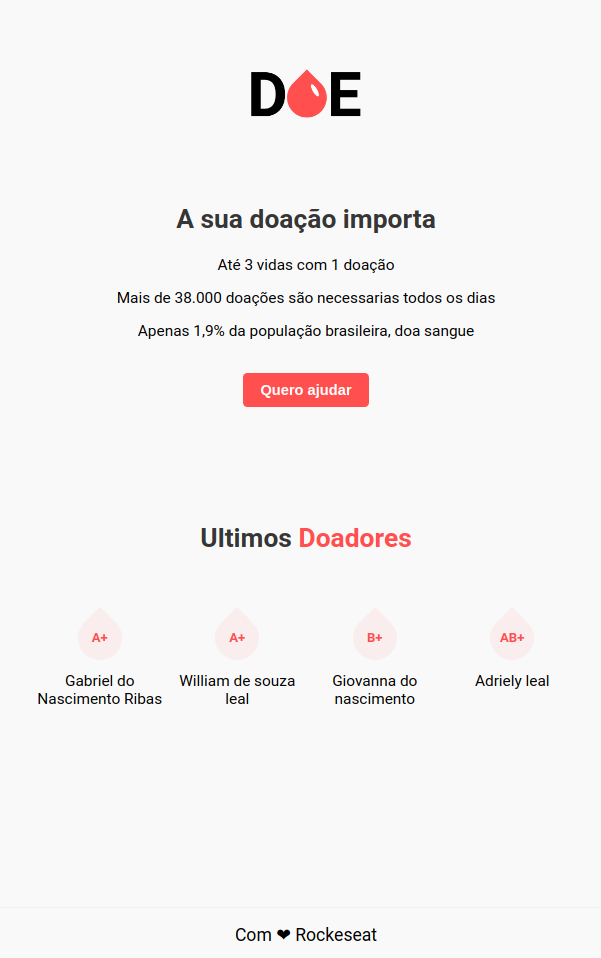 DOE
A sua doação importa
Até 3 vidas com 1 doação
Mais de 38.000 doações são necessarias todos os dias
Apenas 1,9% da população brasileira, doa sangue
Quero ajudar
Ultimos Doadores
A+ A+ B+ AB+
Gabriel do William de souza Giovanna do Adriely leal
Nascimento Ribas leal nascimento
Com ❤ Rockeseat